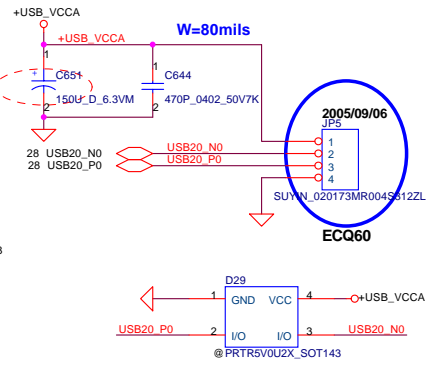 +USB_VCCA
W=80mils
+USB_VCCA
1
1
+
C651
C644
150U_D_6.3VM
470P_0402_50V7K
2
2
2005/09/06
JP5
1
2
3
4
28 USB20_N0
USB20_N0
28 USB20_P0
USB20_P0
SUYIN_020173MR004S312ZL
ECQ60
D29
1
GND
VCC
4
+USB_VCCA
USB20_P0
2
I/O
I/O
3
USB20_N0
@ PRTR5V0U2X_SOT143